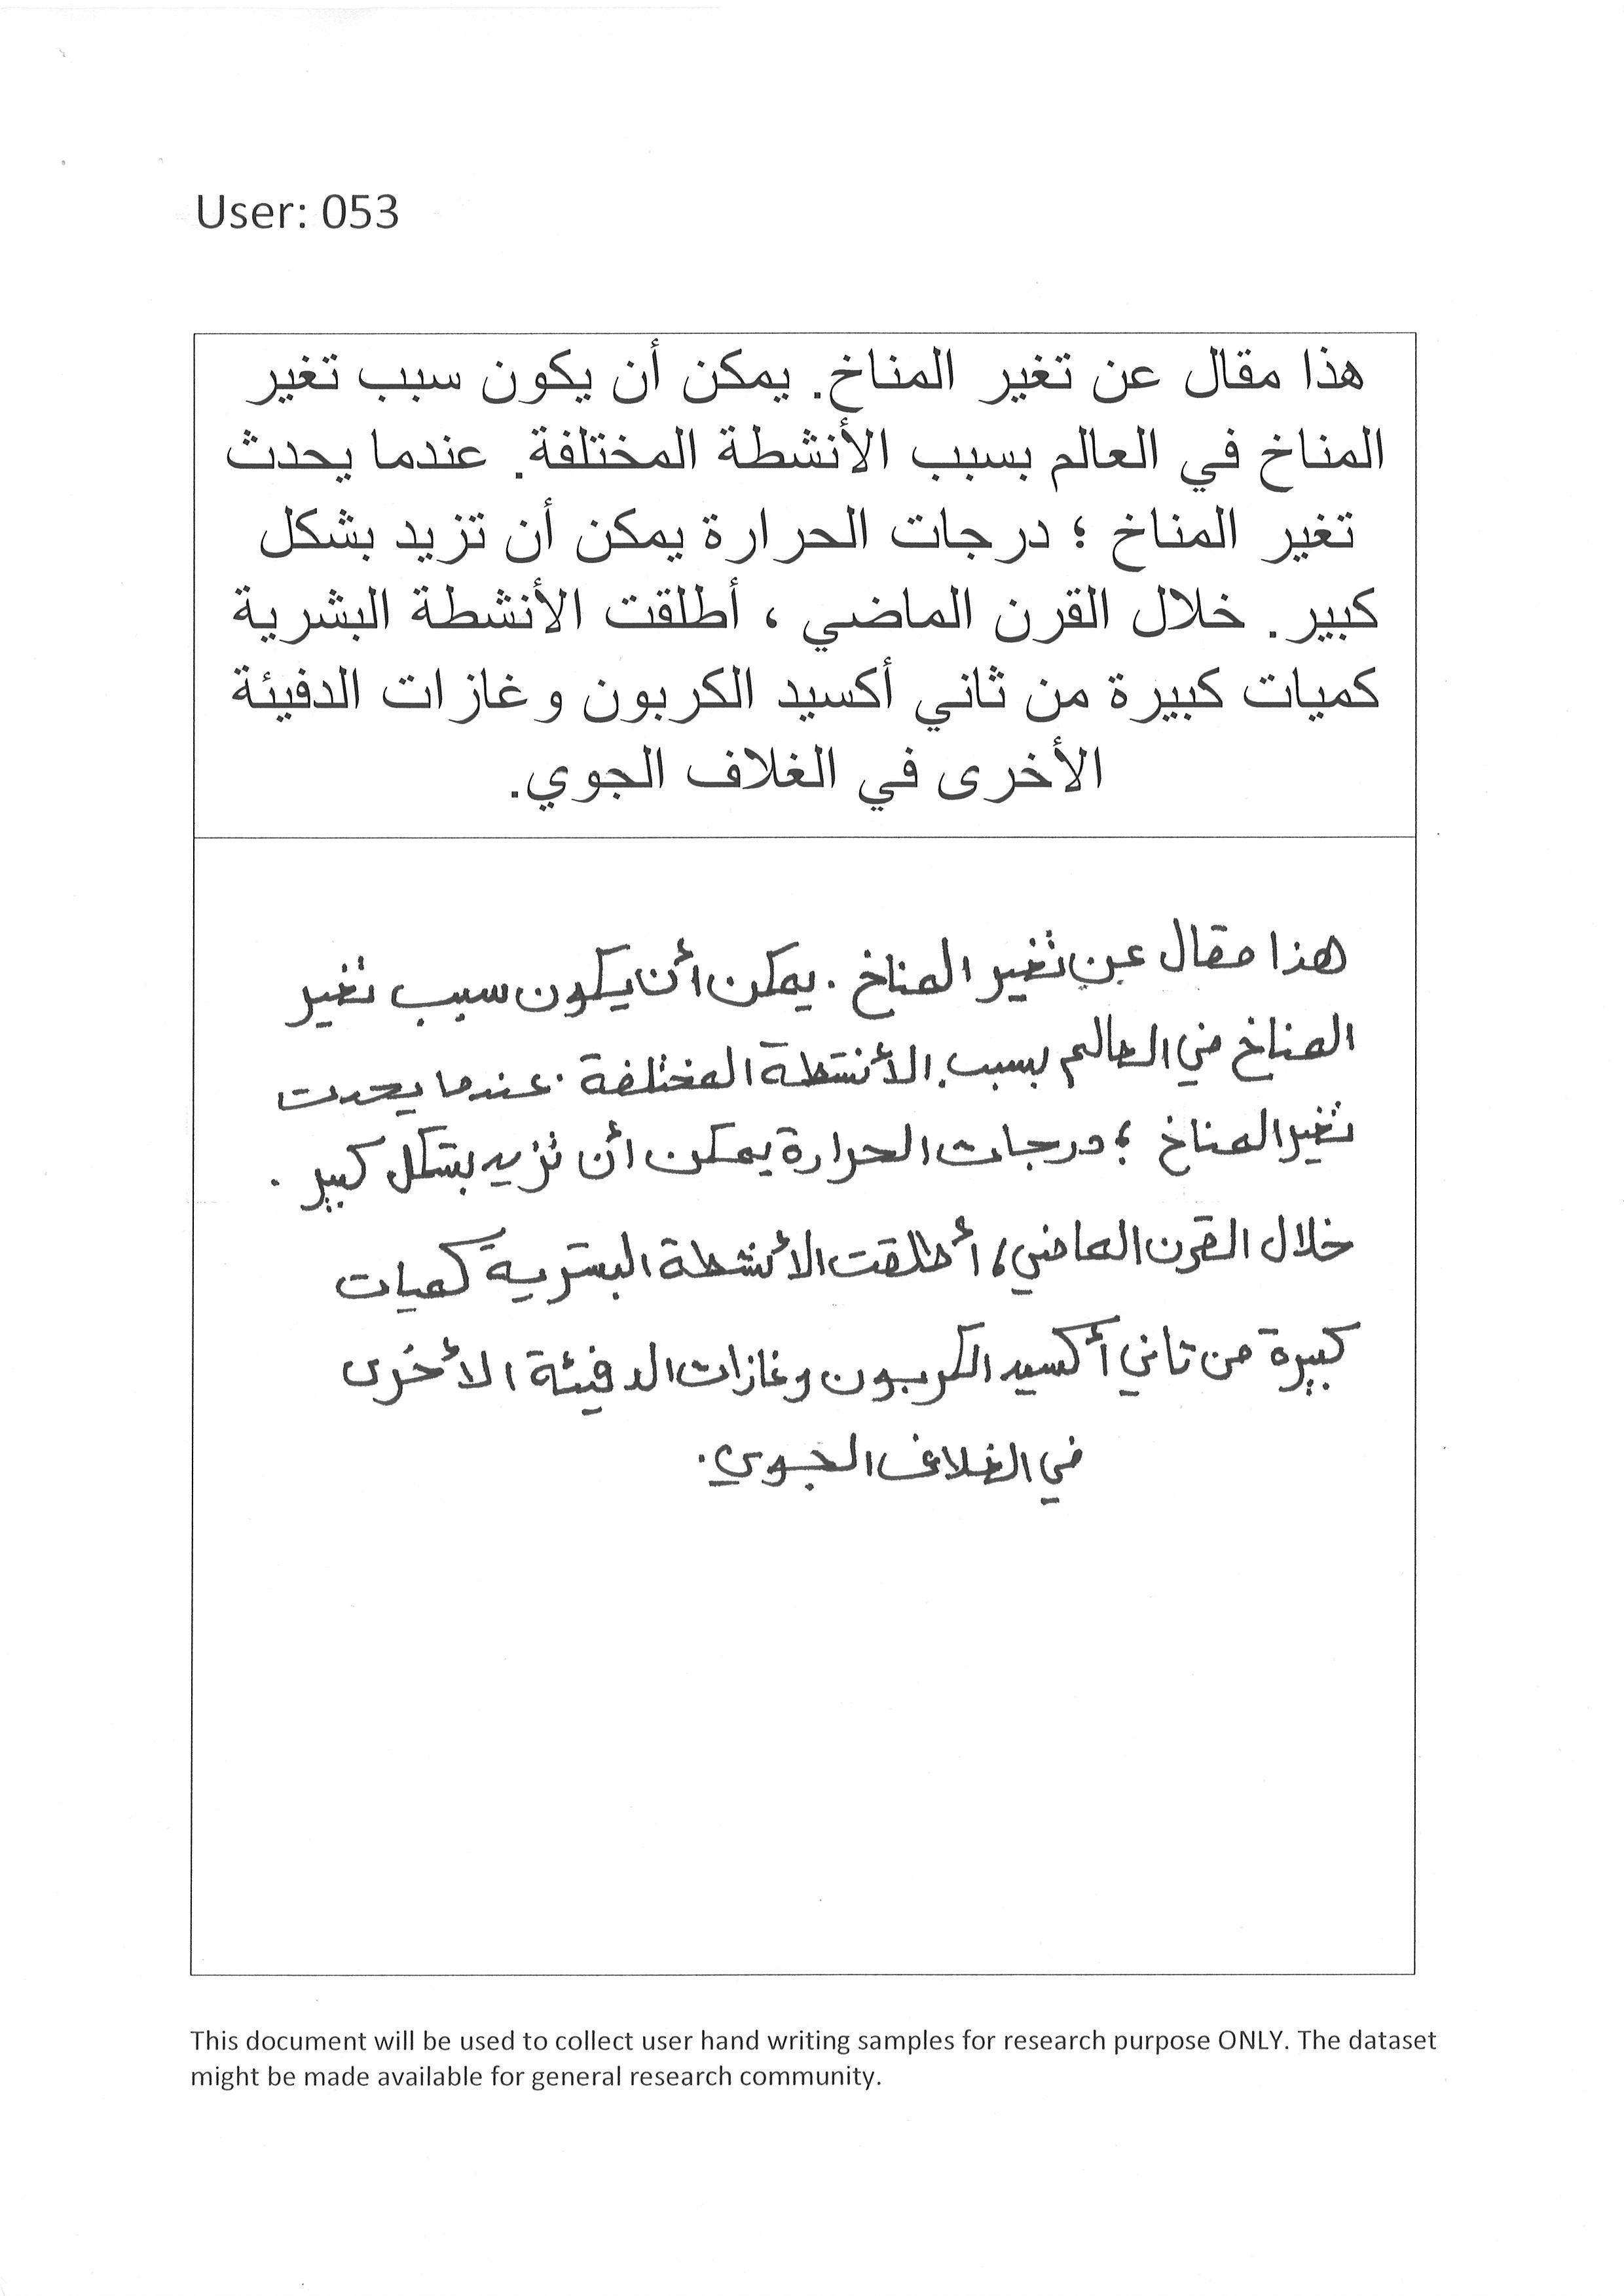 User: 053
هذا مقال عن تغير المناخ. يمكن أن يكون سبب تغير
المناخ في العالم بسبب الأنشطة المختلفة. عندما يحدث
تغير المناخ ؛ درجات الحرارة يمكن أن تزيد بشكل
كبير. خلال القرن الماضي ، أطلقت الأنشطة البشرية
كميات كبيرة من ثاني أكسيد الكربون وغازات الدفيئة
الأخرى في الغلاف الجوي.
هذا مقال عن تغير المناخ. يمكن أن يكون سبب تغير
المناخ في العالم بسبب الأنشطة المختلفة. عندما يحدث
تغير المناخ ؛ درجات الحرارة يمكن أن تزيد بشكل كبير.
خلال القرن الماضي، أطلقت الأنشطة البشرية كميات
كبيرة من ثاني أكسيد الكربون وغازات الدفيئة الأخرى
في الغلاف الجوي.
This document will be used to collect user hand writing samples for research purpose ONLY. The dataset
might be made available for general research community.